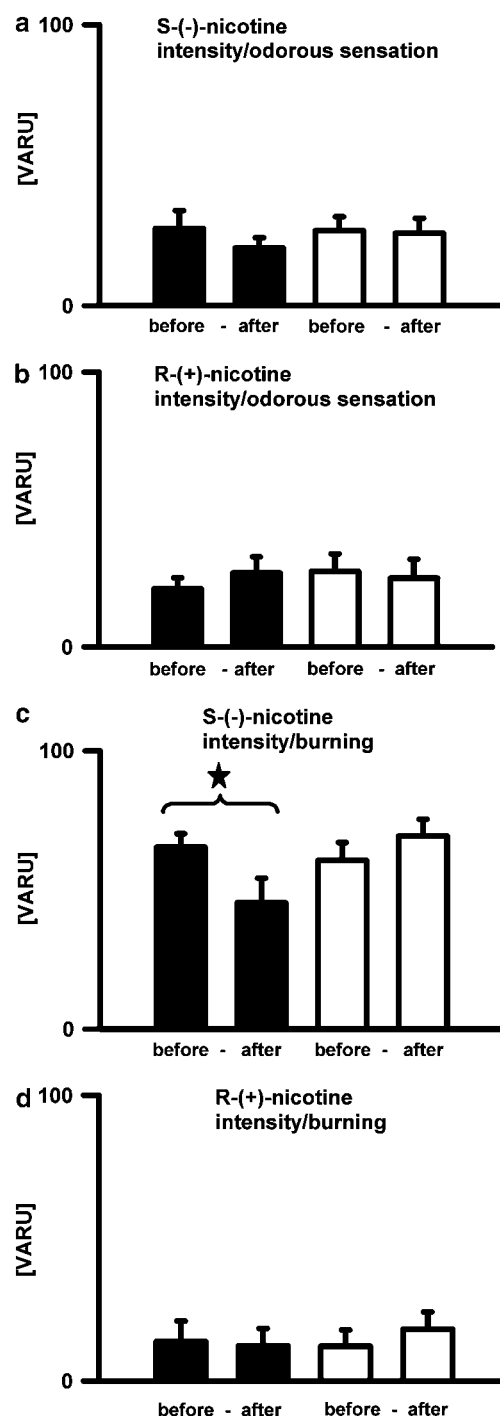 a
100
S-(-)-nicotine
intensity/odorous sensation
[VARU]
0
before - after before - after
b
100
R-(+)-nicotine
intensity/odorous sensation
[VARU]
0
before - after before - after
c
S-(-)-nicotine
intensity/burning
100
[VARU]
0
before - after before - after
d
100
R-(+)-nicotine
intensity/burning
[VARU]
0
before - after before - after